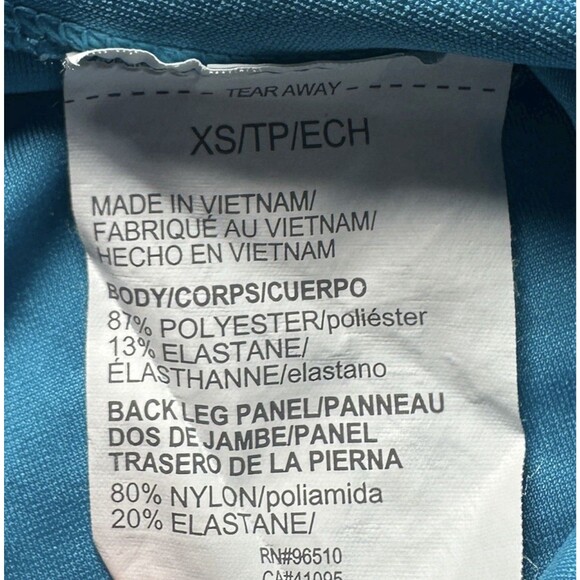 TEAR AWAY
XS/TP/ECH
MADE IN VIETNAM/
FABRIQUÉ AU VIETNAM/
HECHO EN VIETNAM
BODY/CORPS/CUERPO
87% POLYESTER/poliéster
13% ELASTANE/
ÉLASTHANNE/elastano
BACK LEG PANEL/PANNEAU
DOS DE JAMBE/PANEL
TRASERO DE LA PIERNA
80% NYLON/poliamida
20% ELASTANE/
RN#96510
CA#41095